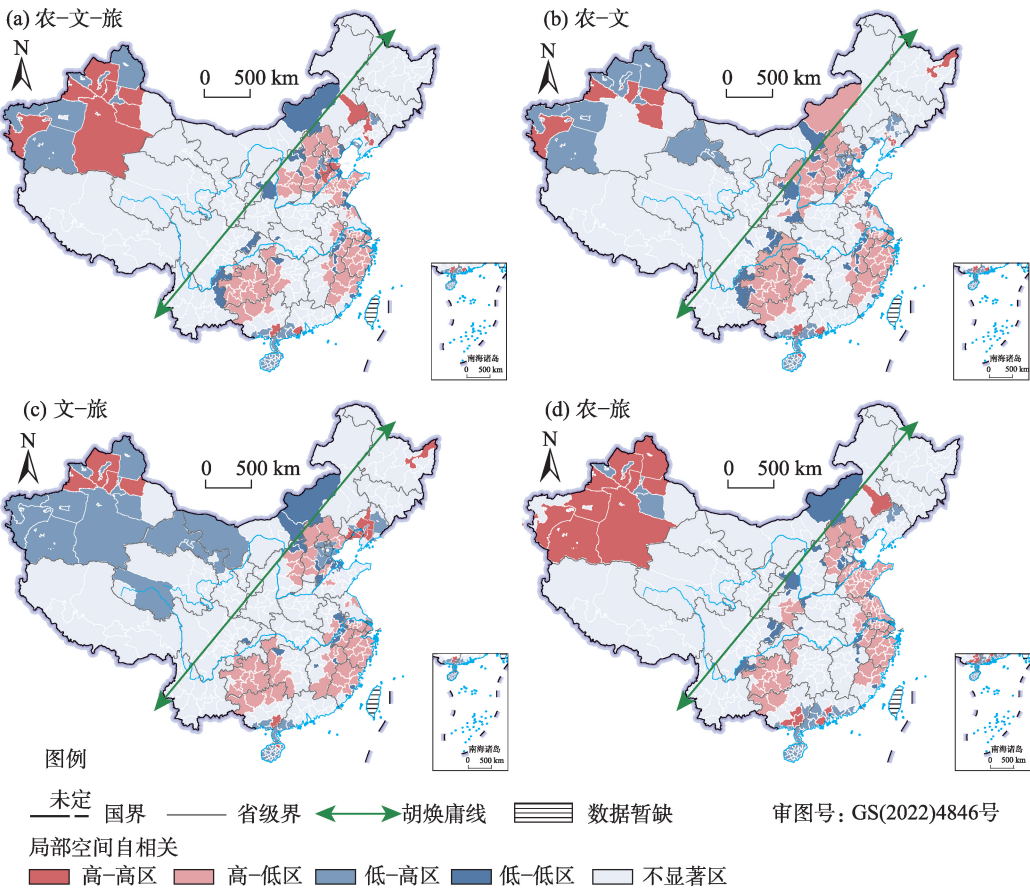 (a) 农−文−旅
N
0 500 km
南海诸岛
0 500 km
(b) 农−文
N
0 500 km
南海诸岛
0 500 km
(c) 文−旅
N
0 500 km
南海诸岛
0 500 km
(d) 农−旅
N
0 500 km
南海诸岛
0 500 km
图例
未定
国界 省级界 胡焕庸线 数据暂缺 审图号: GS(2022)4846号
局部空间自相关
高−高区 高−低区 低−高区 低−低区 不显著区